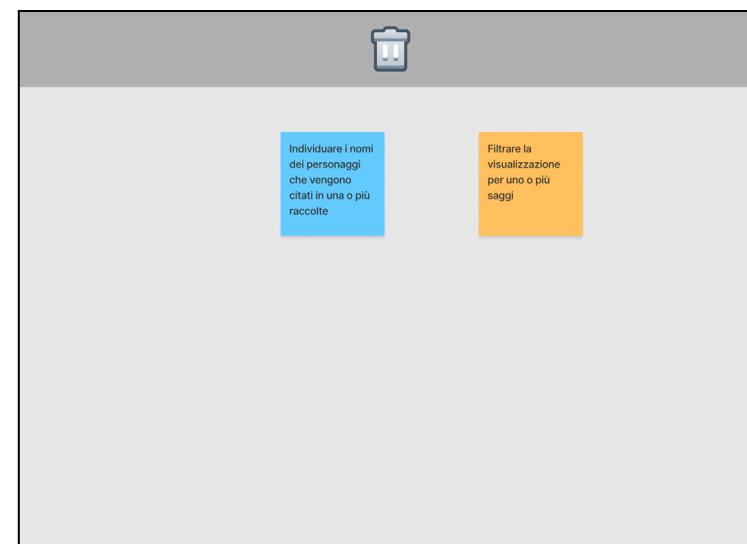 Individuare i nomi
dei personaggi
che vengono
citati in una o più
raccolte
Filtrare la
visualizzazione
per uno o più
saggi